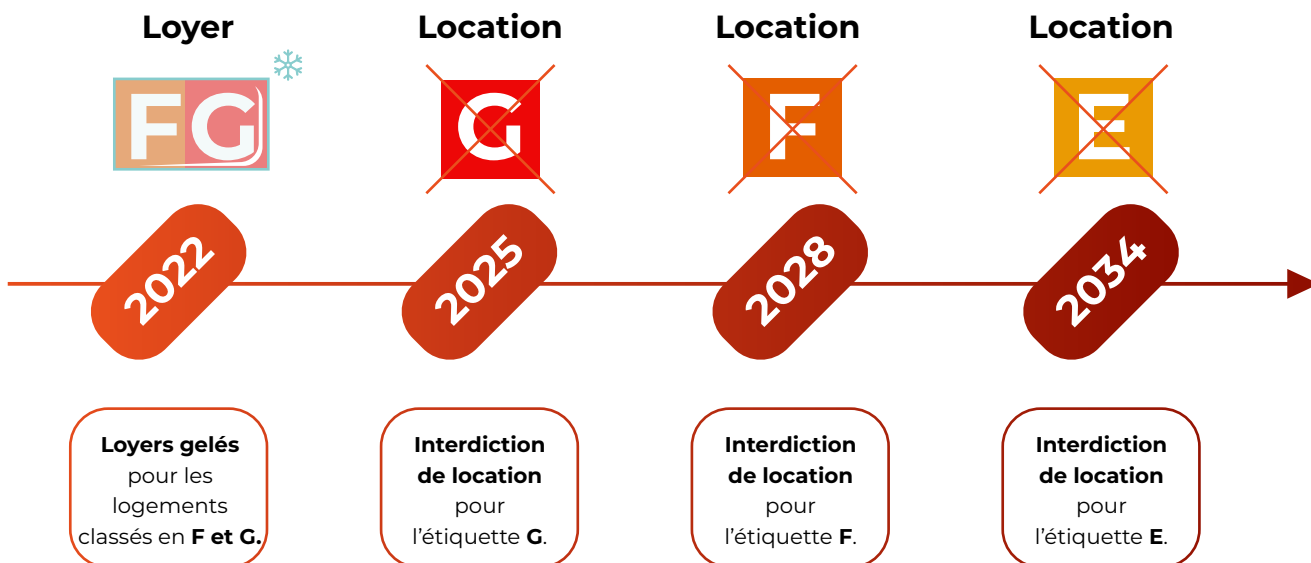 Loyer
Location
Location
Location
FG
G
F
E
2022
2025
2028
2034
Loyers gelés
pour les
logements
classés en F et G.
Interdiction
de location
pour
l'étiquette G.
Interdiction
de location
pour
l'étiquette F.
Interdiction
de location
pour
l'étiquette E.